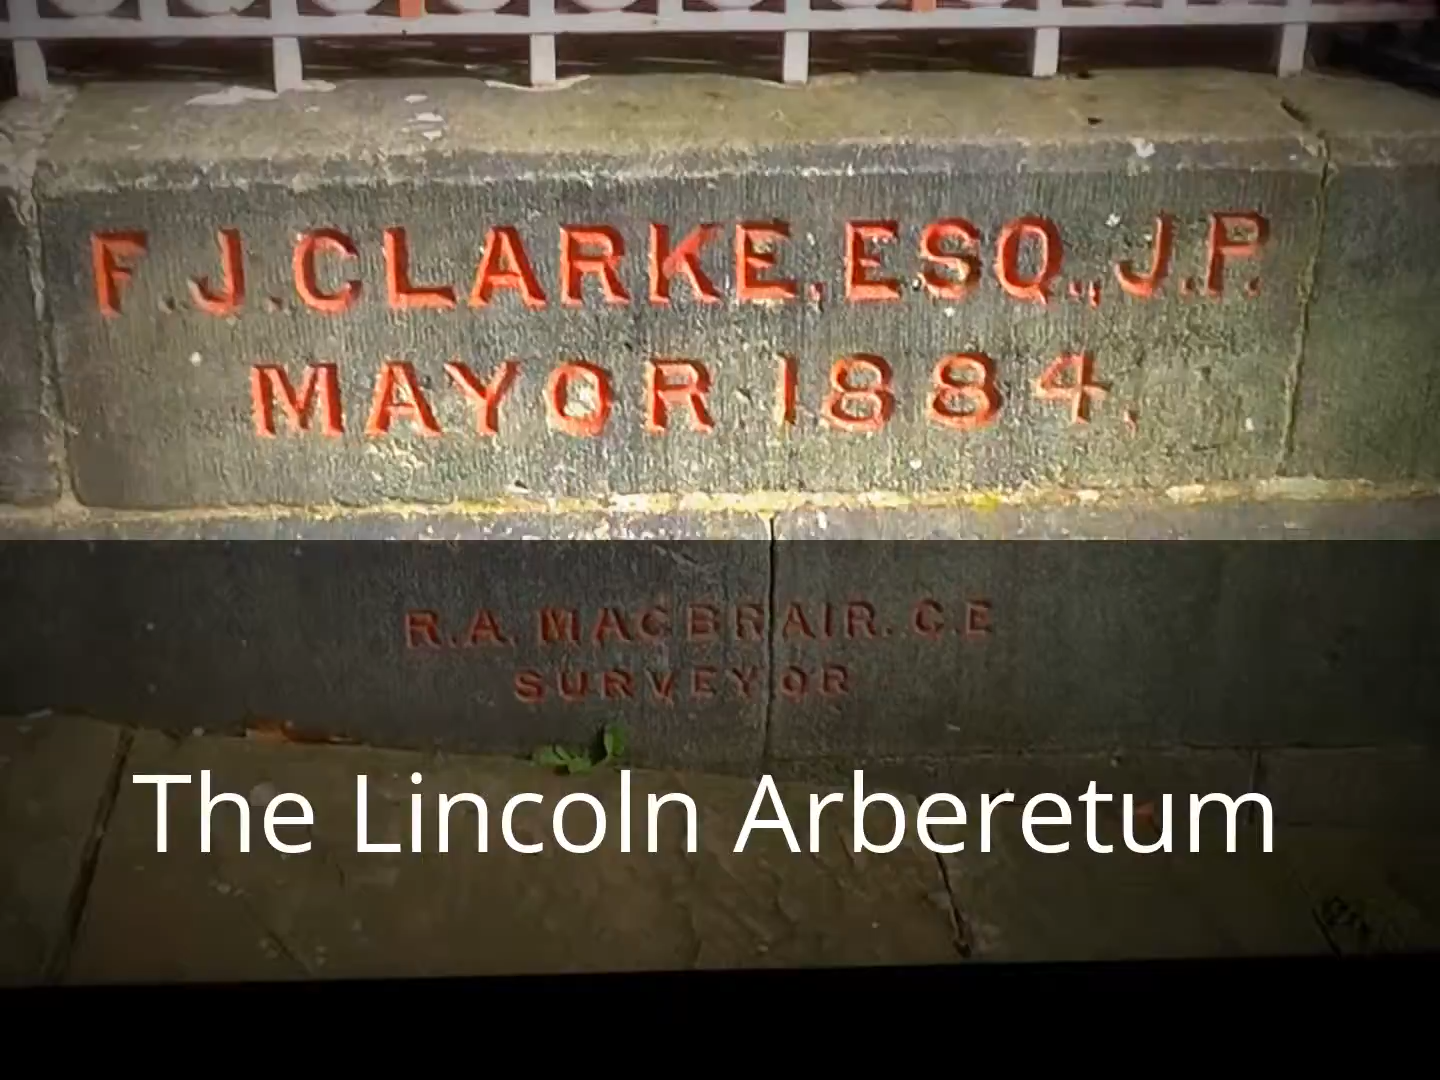 F.J.CLARKE,ESQ.,J.P.
MAYOR 1884.
R.A. MACBRAIR. C.E
SURVEYOR
The Lincoln Arberetum